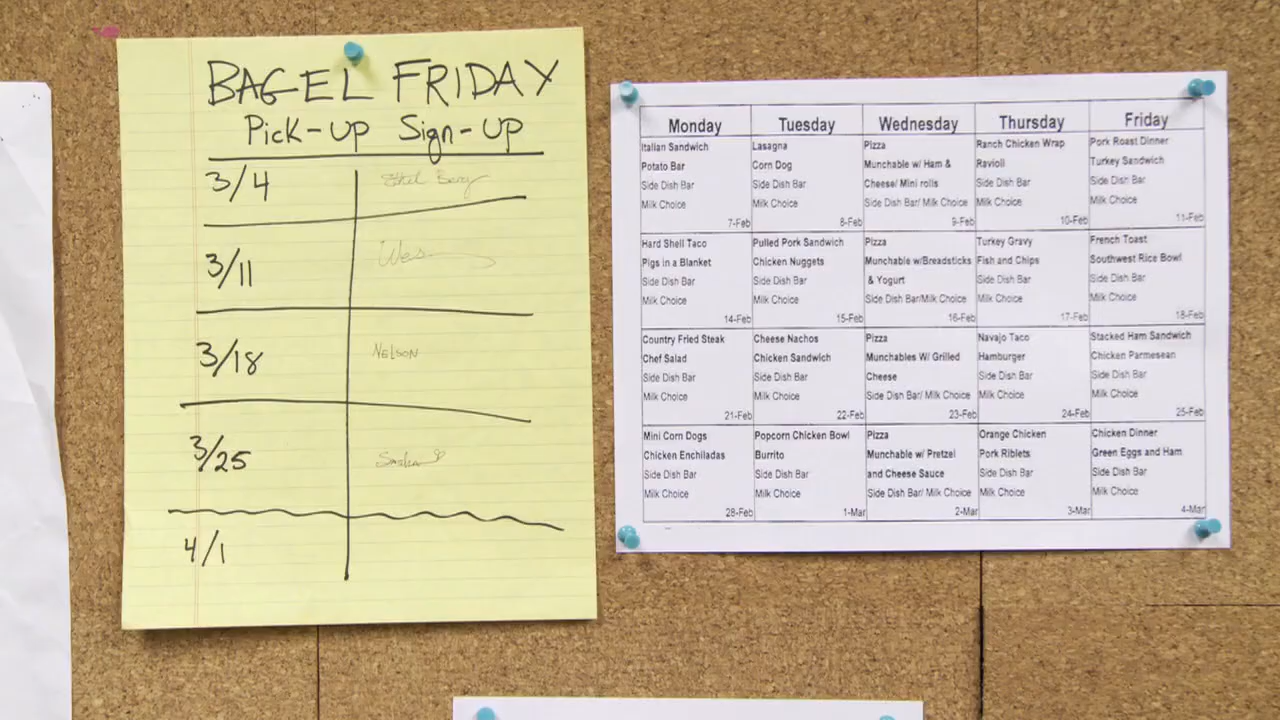 BAGEL FRIDAY
Pick-up Sign-up
3/4 Ethel Berg
3/11 Wes
3/18 NELSON
3/25
4/1
Monday Tuesday Wednesday Thursday Friday
Italian Sandwich
Potato Bar
Side Dish Bar
Milk Choice
7-Feb
Lasagna
Corn Dog
Side Dish Bar
Milk Choice
8-Feb
Pizza
Munchable w/ Ham &
Cheese/ Mini rolls
Side Dish Bar/ Milk Choice
9-Feb
Ranch Chicken Wrap
Ravioli
Side Dish Bar
Milk Choice
10-Feb
Pork Roast Dinner
Turkey Sandwich
Side Dish Bar
Milk Choice
11-Feb
Hard Shell Taco
Pigs in a Blanket
Side Dish Bar
Milk Choice
14-Feb
Pulled Pork Sandwich
Chicken Nuggets
Side Dish Bar
Milk Choice
15-Feb
Pizza
Munchable w/Breadsticks
& Yogurt
Side Dish Bar/Milk Choice
16-Feb
Turkey Gravy
Fish and Chips
Side Dish Bar
Milk Choice
17-Feb
French Toast
Southwest Rice Bowl
Side Dish Bar
Milk Choice
18-Feb
Country Fried Steak
Chef Salad
Side Dish Bar
Milk Choice
21-Feb
Cheese Nachos
Chicken Sandwich
Side Dish Bar
Milk Choice
22-Feb
Pizza
Munchables W/ Grilled
Cheese
Side Dish Bar/ Milk Choice
23-Feb
Navajo Taco
Hamburger
Side Dish Bar
Milk Choice
24-Feb
Stacked Ham Sandwich
Chicken Parmesean
Side Dish Bar
Milk Choice
25-Feb
Mini Corn Dogs
Chicken Enchiladas
Side Dish Bar
Milk Choice
28-Feb
Popcorn Chicken Bowl
Burrito
Side Dish Bar
Milk Choice
1-Mar
Pizza
Munchable w/ Pretzel
and Cheese Sauce
Side Dish Bar/ Milk Choice
2-Mar
Orange Chicken
Pork Riblets
Side Dish Bar
Milk Choice
3-Mar
Chicken Dinner
Green Eggs and Ham
Side Dish Bar
Milk Choice
4-Mar